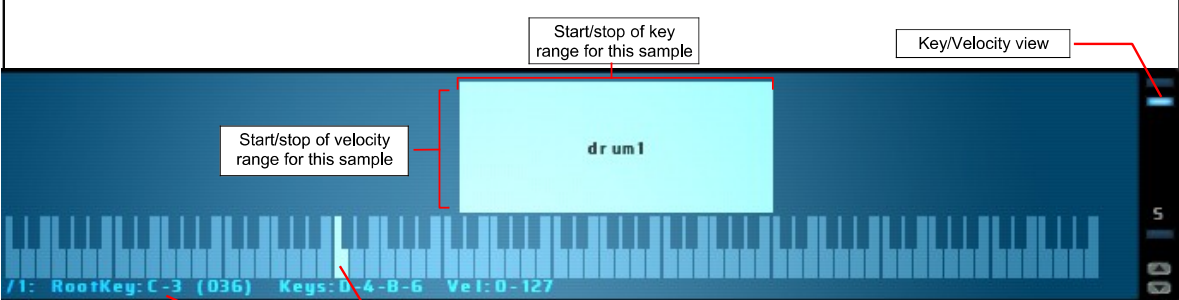 Start/stop of key
range for this sample
Key/Velocity view
Start/stop of velocity
range for this sample
drum1
S
/1: RootKey:C-3 (036) Keys:D-4-B-6 Vel:0-127